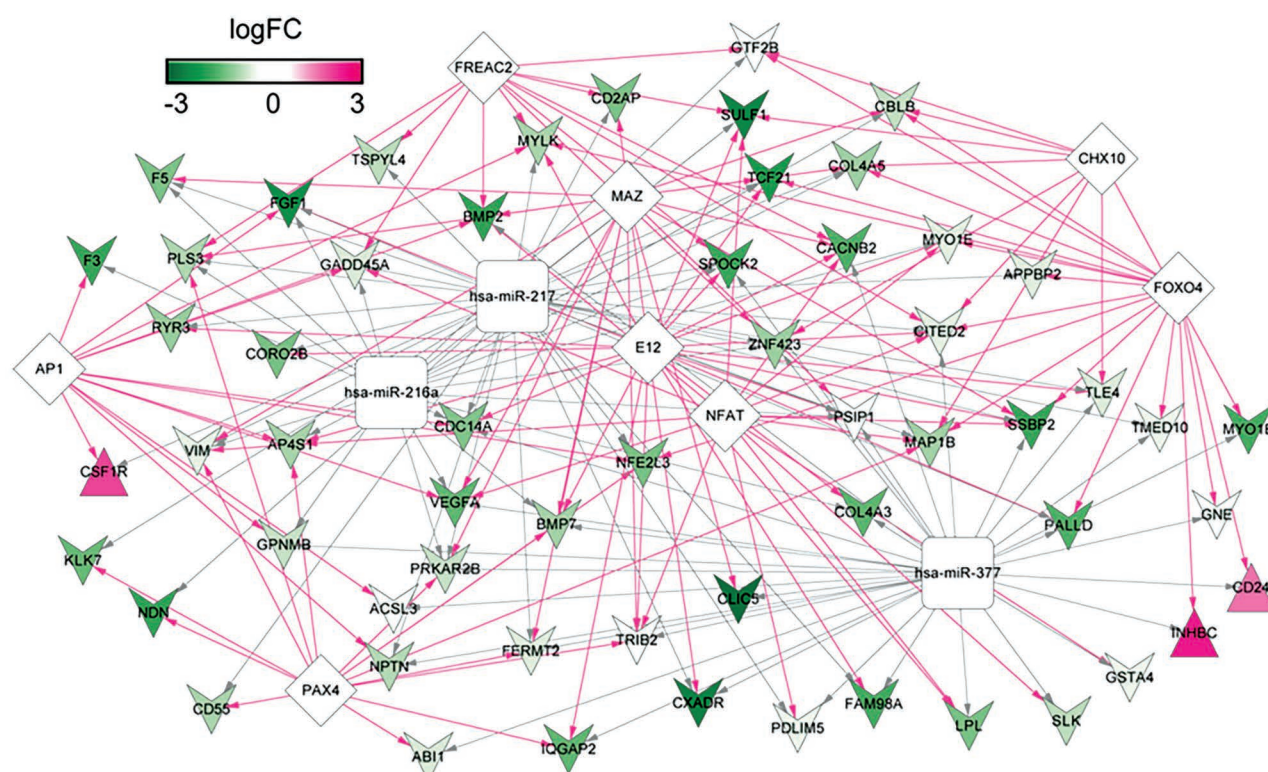 logFC
-3 0 3
FREAC2
GTF2B
CD2AP
SULF1
CBLB
TSPYL4
MYLK
CHX10
F5
TCF21
COL4A5
MAZ
FGF1
BMP2
F3
PLS3
GADD45A
SPOCK2
CACNB2
MYO1E
APPBP2
hsa-miR-217
FOXO4
RYR3
CORO2B
E12
ZNF423
CITED2
AP1
hsa-miR-216a
TLE4
CDC14A
NFAT
PSIP1
SSBP2
TMED10
VIM
AP4S1
MAP1B
CSF1R
NFE2L3
VEGFA
COL4A3
GNE
BMP7
PALLD
KLK7
GPNMB
PRKAR2B
hsa-miR-377
CD24
NDN
ACSL3
CLIC5
INHBC
FERMT2
TRIB2
NPTN
GSTA4
PAX4
CD55
CXADR
FAM98A
PDLIM5
LPL
SLK
ABI1
IQGAP2